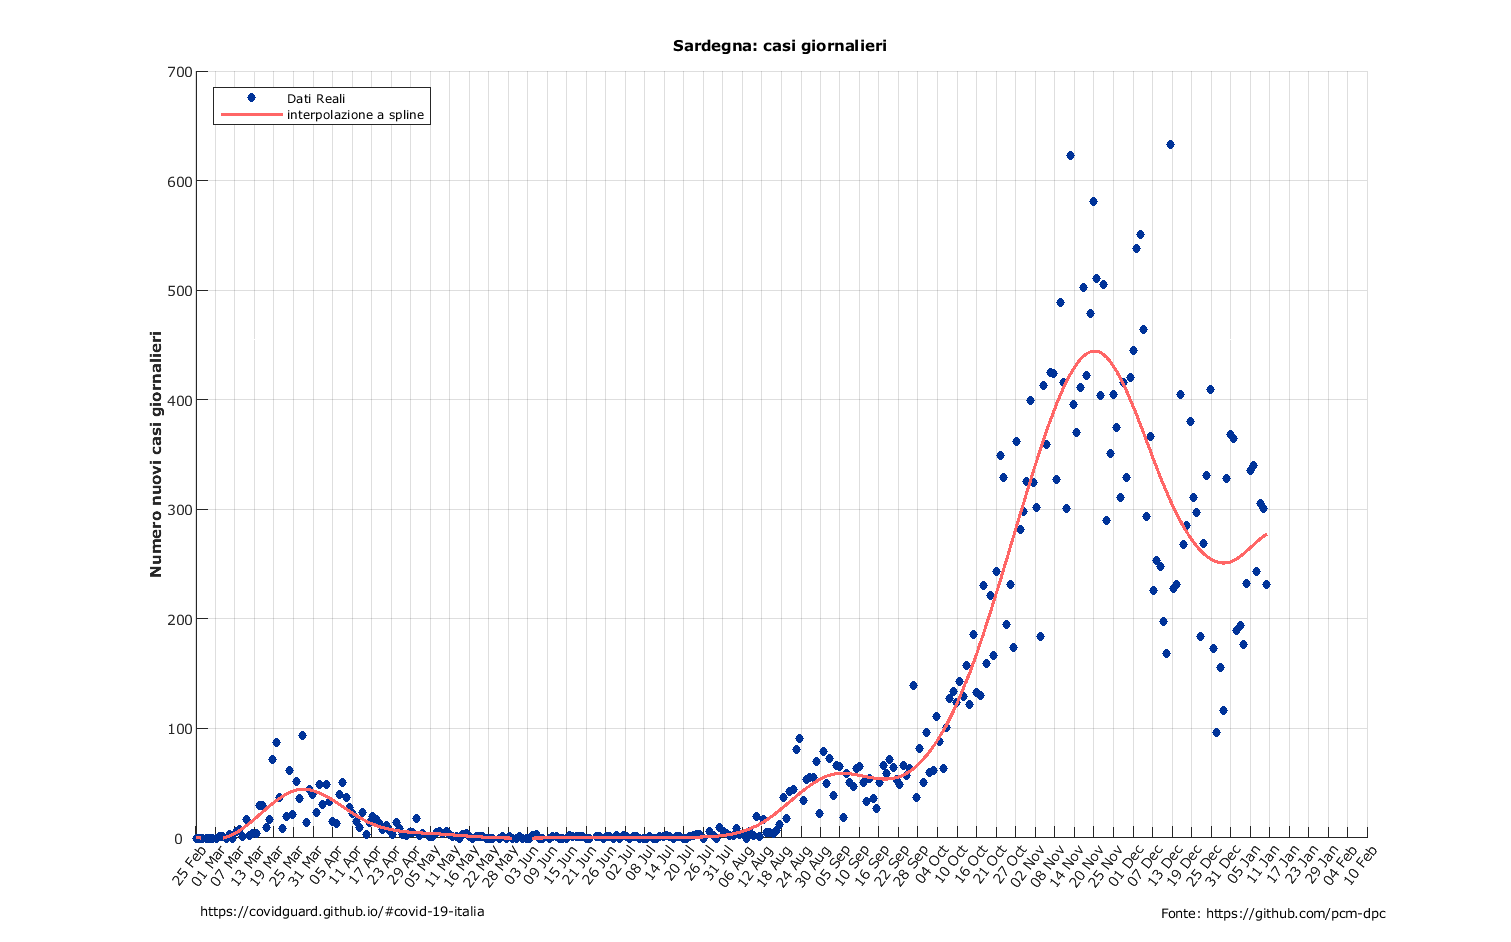 Sardegna: casi giornalieri
Dati Reali
interpolazione a spline
Numero nuovi casi giornalieri
700
600
500
400
300
200
100
0
25 Feb
01 Mar
07 Mar
13 Mar
19 Mar
25 Mar
31 Mar
05 Apr
11 Apr
17 Apr
23 Apr
29 Apr
05 May
11 May
16 May
22 May
28 May
03 Jun
09 Jun
15 Jun
21 Jun
26 Jun
02 Jul
08 Jul
14 Jul
20 Jul
26 Jul
31 Jul
06 Aug
12 Aug
18 Aug
24 Aug
30 Aug
05 Sep
10 Sep
16 Sep
22 Sep
28 Sep
04 Oct
10 Oct
16 Oct
21 Oct
27 Oct
02 Nov
08 Nov
14 Nov
20 Nov
25 Nov
01 Dec
07 Dec
13 Dec
19 Dec
25 Dec
31 Dec
05 Jan
11 Jan
17 Jan
23 Jan
29 Jan
04 Feb
10 Feb
https://covidguard.github.io/#covid-19-italia
Fonte: https://github.com/pcm-dpc